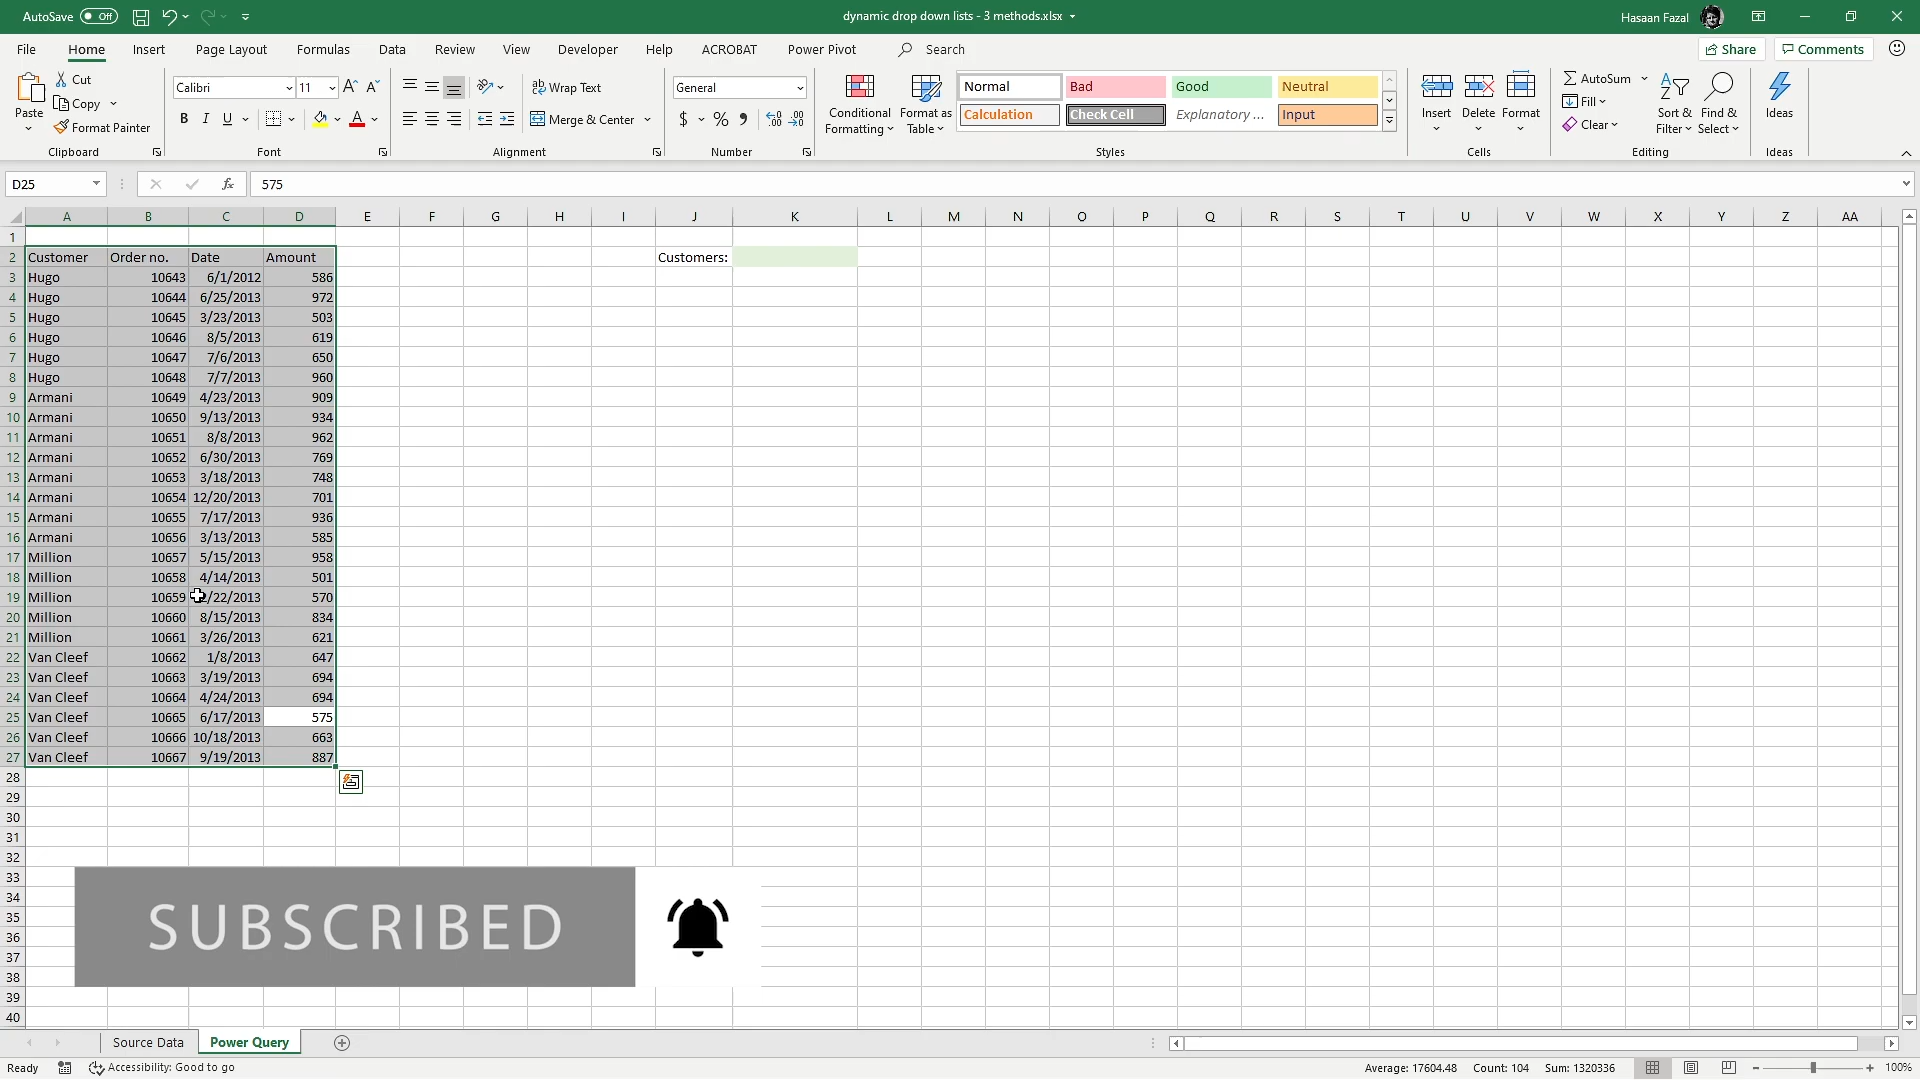 AutoSave Off
dynamic drop down lists - 3 methods.xlsx
Hasaan Fazal
File Home Insert Page Layout Formulas Data Review View Developer Help ACROBAT Power Pivot Search Share Comments
Paste
Cut
Copy
Format Painter
Clipboard
Calibri 11
B I U
Font
Wrap Text
Merge & Center
Alignment
General
$ % 9
Number
Conditional Formatting
Format as Table
Normal Bad Good Neutral
Calculation Check Cell Explanatory ... Input
Styles
Insert Delete Format
Cells
AutoSum
Fill
Clear
Sort & Filter
Find & Select
Editing
Ideas
Ideas
D25 fx 575
A B C D E F G H I J K L M N O P Q R S T U V W X Y Z AA
1
2 Customer Order no. Date Amount Customers:
3 Hugo 10643 6/1/2012 586
4 Hugo 10644 6/25/2013 972
5 Hugo 10645 3/23/2013 503
6 Hugo 10646 8/5/2013 619
7 Hugo 10647 7/6/2013 650
8 Hugo 10648 7/7/2013 960
9 Armani 10649 4/23/2013 909
10 Armani 10650 9/13/2013 934
11 Armani 10651 8/8/2013 962
12 Armani 10652 6/30/2013 769
13 Armani 10653 3/18/2013 748
14 Armani 10654 12/20/2013 701
15 Armani 10655 7/17/2013 936
16 Armani 10656 3/13/2013 585
17 Million 10657 5/15/2013 958
18 Million 10658 4/14/2013 501
19 Million 10659 /22/2013 570
20 Million 10660 8/15/2013 834
21 Million 10661 3/26/2013 621
22 Van Cleef 10662 1/8/2013 647
23 Van Cleef 10663 3/19/2013 694
24 Van Cleef 10664 4/24/2013 694
25 Van Cleef 10665 6/17/2013 575
26 Van Cleef 10666 10/18/2013 663
27 Van Cleef 10667 9/19/2013 887
28
29
30
31
32
33
34
35
36
37
38
39
40
SUBSCRIBED
Source Data Power Query
Ready Accessibility: Good to go Average: 17604.48 Count: 104 Sum: 1320336 100%